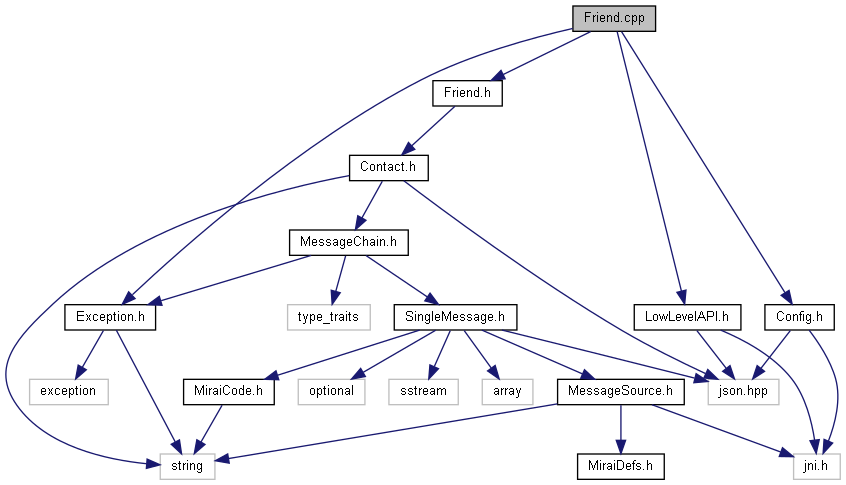 Friend.cpp
Friend.h
Contact.h
MessageChain.h
Exception.h
type_traits
SingleMessage.h
LowLevelAPI.h
Config.h
exception
MiraiCode.h
optional
sstream
array
MessageSource.h
json.hpp
string
MiraiDefs.h
jni.h